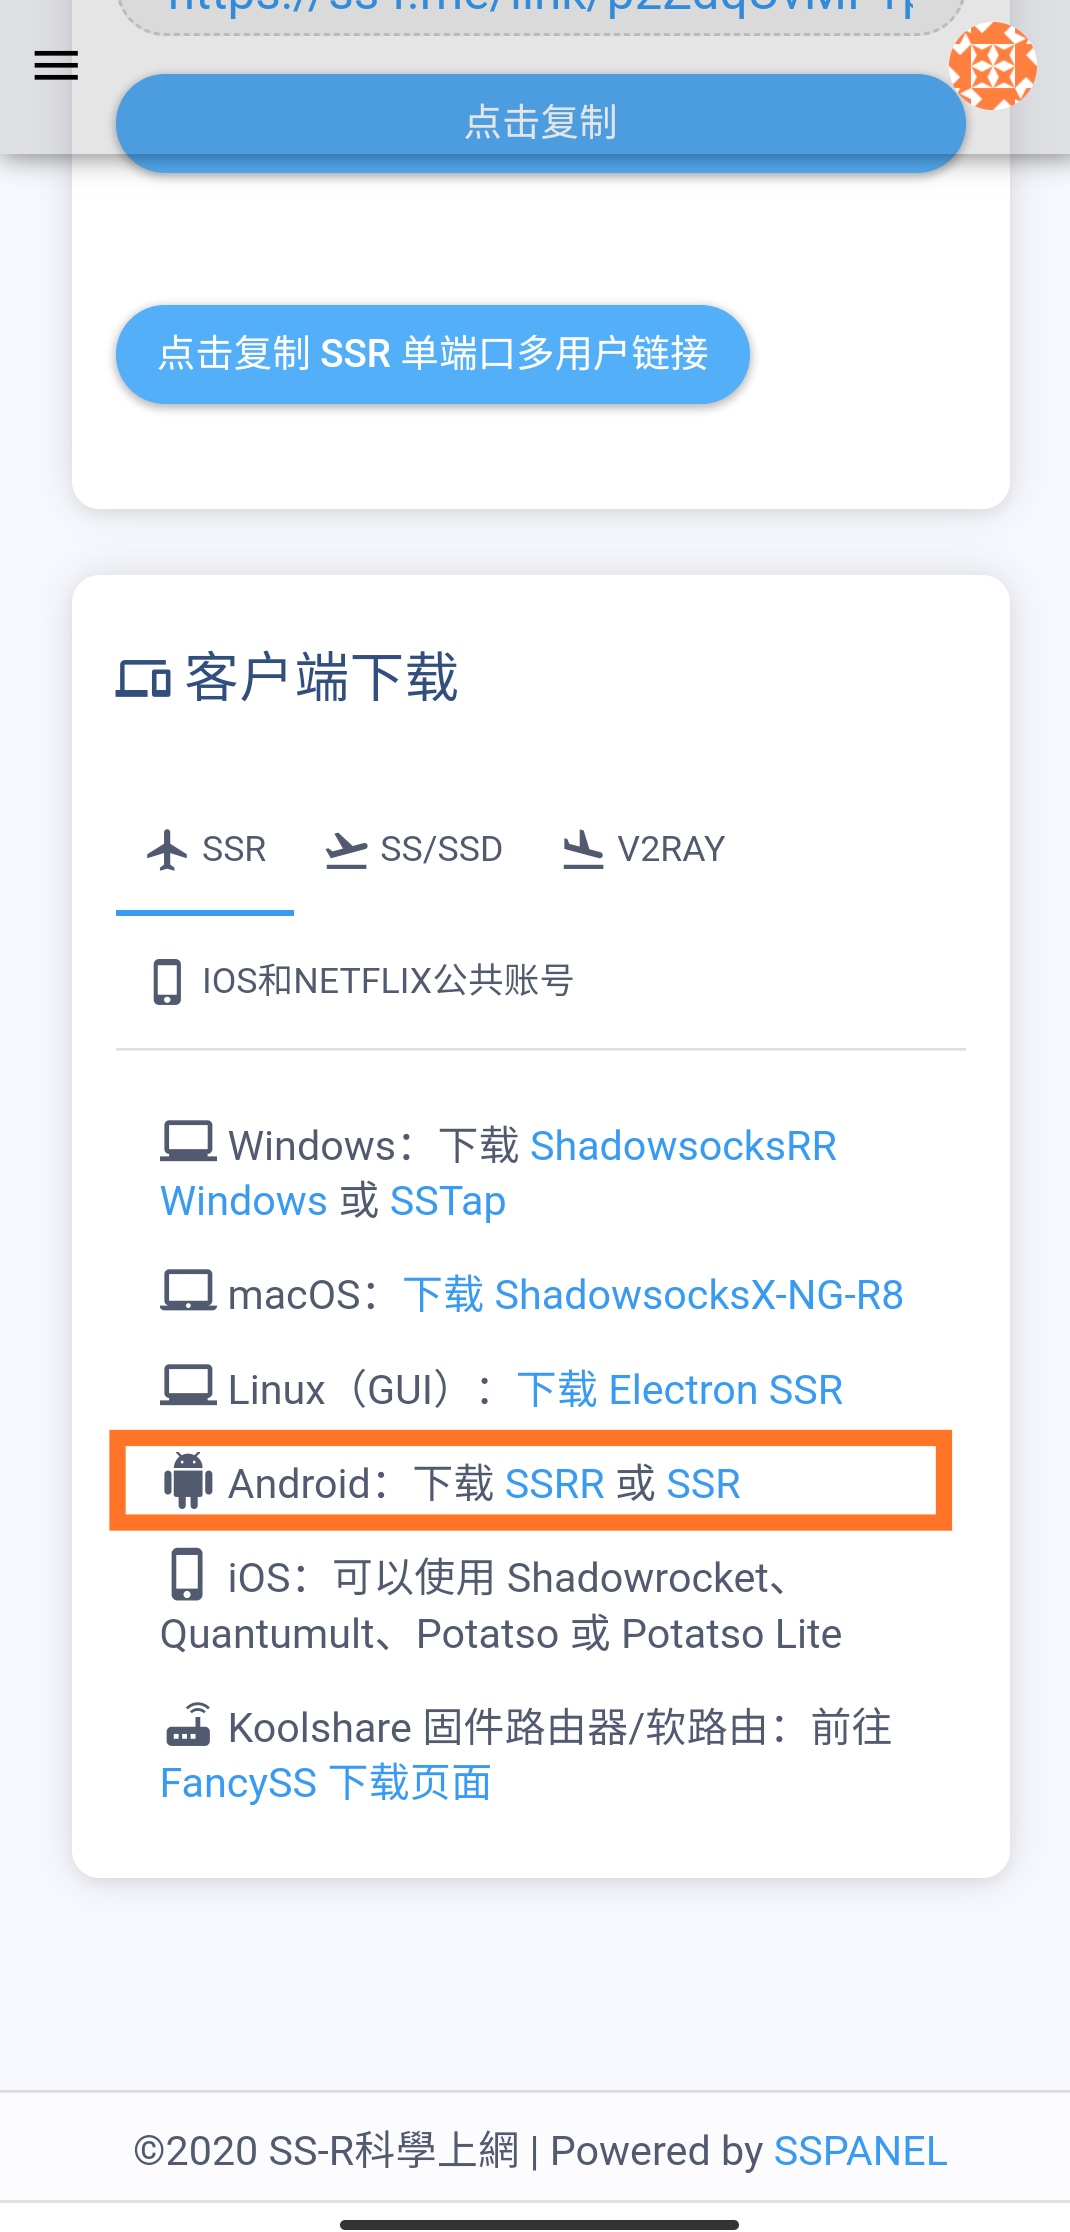 点击复制
点击复制 SSR 单端口多用户链接
客户端下载
SSR
SS/SSD
V2RAY
IOS和NETFLIX公共账号
Windows：下载 ShadowsocksRR
Windows 或 SSTap
macOS：下载 ShadowsocksX-NG-R8
Linux（GUI）：下载 Electron SSR
Android：下载 SSRR 或 SSR
iOS：可以使用 Shadowrocket、
Quantumult、Potatso 或 Potatso Lite
Koolshare 固件路由器/软路由：前往
FancySS 下载页面
©2020 SS-R科學上網 | Powered by SSPANEL